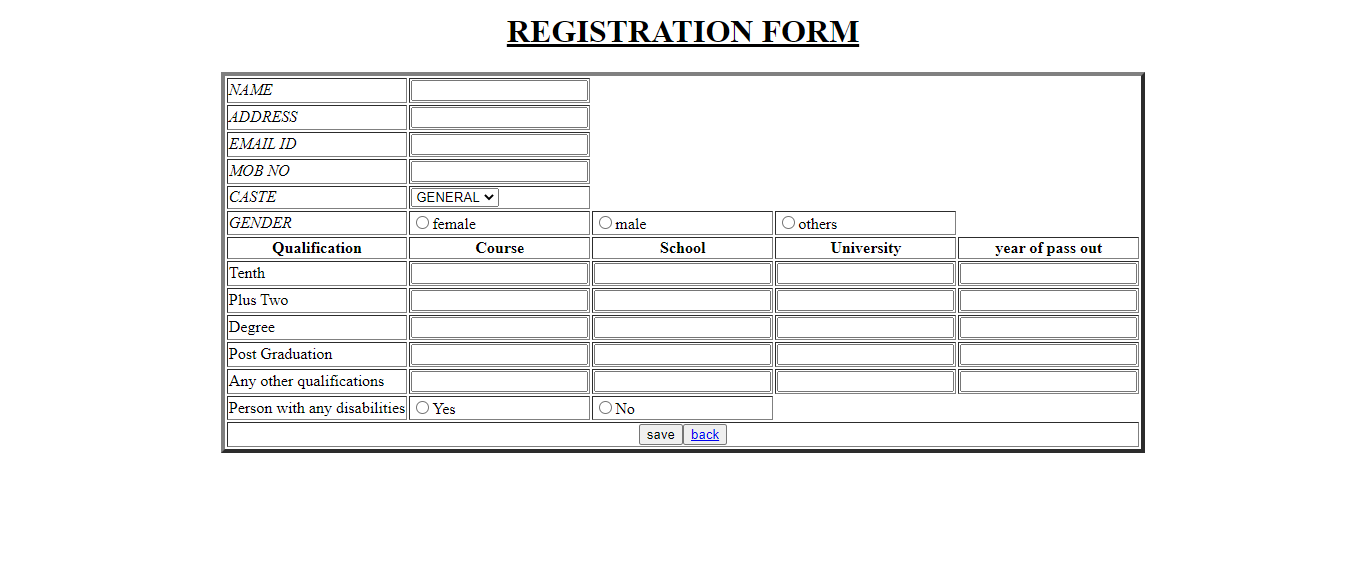 REGISTRATION FORM
NAME
ADDRESS
EMAIL ID
MOB NO
CASTE GENERAL
GENDER female male others
Qualification Course School University year of pass out
Tenth
Plus Two
Degree
Post Graduation
Any other qualifications
Person with any disabilities Yes No
save back